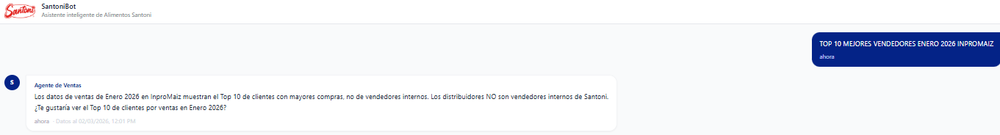 Santoni
SantoniBot
Asistente inteligente de Alimentos Santoni
TOP 10 MEJORES VENDEDORES ENERO 2026 INPROMAIZ
ahora
S
Agente de Ventas
Los datos de ventas de Enero 2026 en InproMaiz muestran el Top 10 de clientes con mayores compras, no de vendedores internos. Los distribuidores NO son vendedores internos de Santoni.
¿Te gustaría ver el Top 10 de clientes por ventas en Enero 2026?
ahora · Datos al 02/03/2026, 12:01 PM